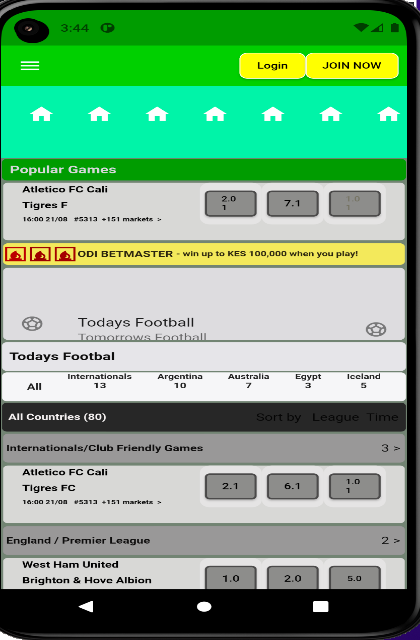 3:44
Login JOIN NOW
Popular Games
Atletico FC Cali
Tigres F
16:00 21/08 #5313 +151 markets >
2.0
1
7.1
1.0
1
ODI BETMASTER - win up to KES 100,000 when you play!
Todays Football
Tomorrows Football
Todays Footbal
All
Internationals
13
Argentina
10
Australia
7
Egypt
3
Iceland
5
All Countries (80) Sort by League Time
Internationals/Club Friendly Games 3 >
Atletico FC Cali
Tigres FC
16:00 21/08 #5313 +151 markets >
2.1
6.1
1.0
1
England / Premier League 2 >
West Ham United
Brighton & Hove Albion
1.0
2.0
5.0